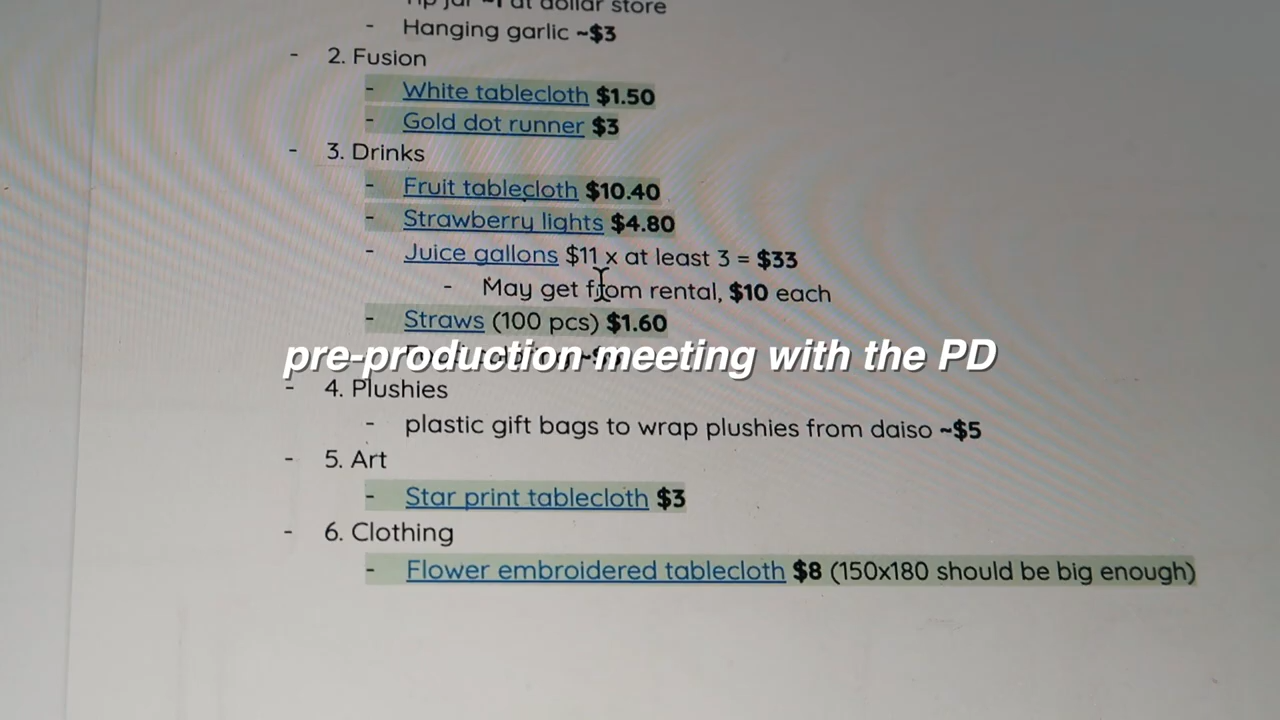 at dollar store
- Hanging garlic ~$3
- 2. Fusion
- White tablecloth $1.50
- Gold dot runner $3
- 3. Drinks
- Fruit tablecloth $10.40
- Strawberry lights $4.80
- Juice gallons $11 x at least 3 = $33
- May get from rental, $10 each
- Straws (100 pcs) $1.60
pre-production meeting with the PD
- 4. Plushies
- plastic gift bags to wrap plushies from daiso ~$5
- 5. Art
- Star print tablecloth $3
- 6. Clothing
- Flower embroidered tablecloth $8 (150x180 should be big enough)